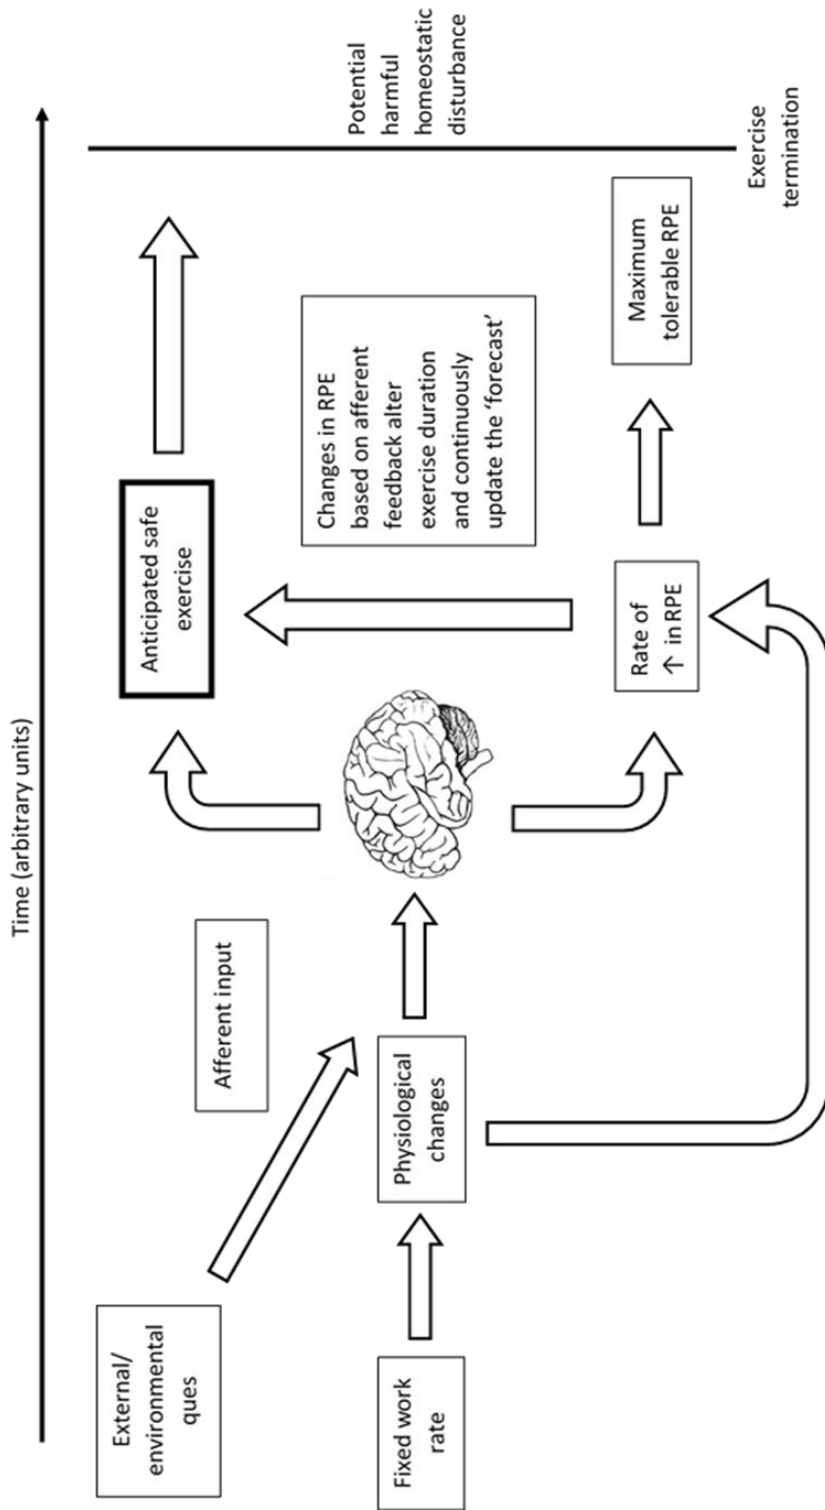 Time (arbitrary units)
External/
environmental
ques
Afferent input
Anticipated safe
exercise
Fixed work
rate
Physiological
changes
Changes in RPE
based on afferent
feedback alter
exercise duration
and continuously
update the ‘forecast’
Potential
harmful
homeostatic
disturbance
Rate of
↑ in RPE
Maximum
tolerable RPE
Exercise
termination